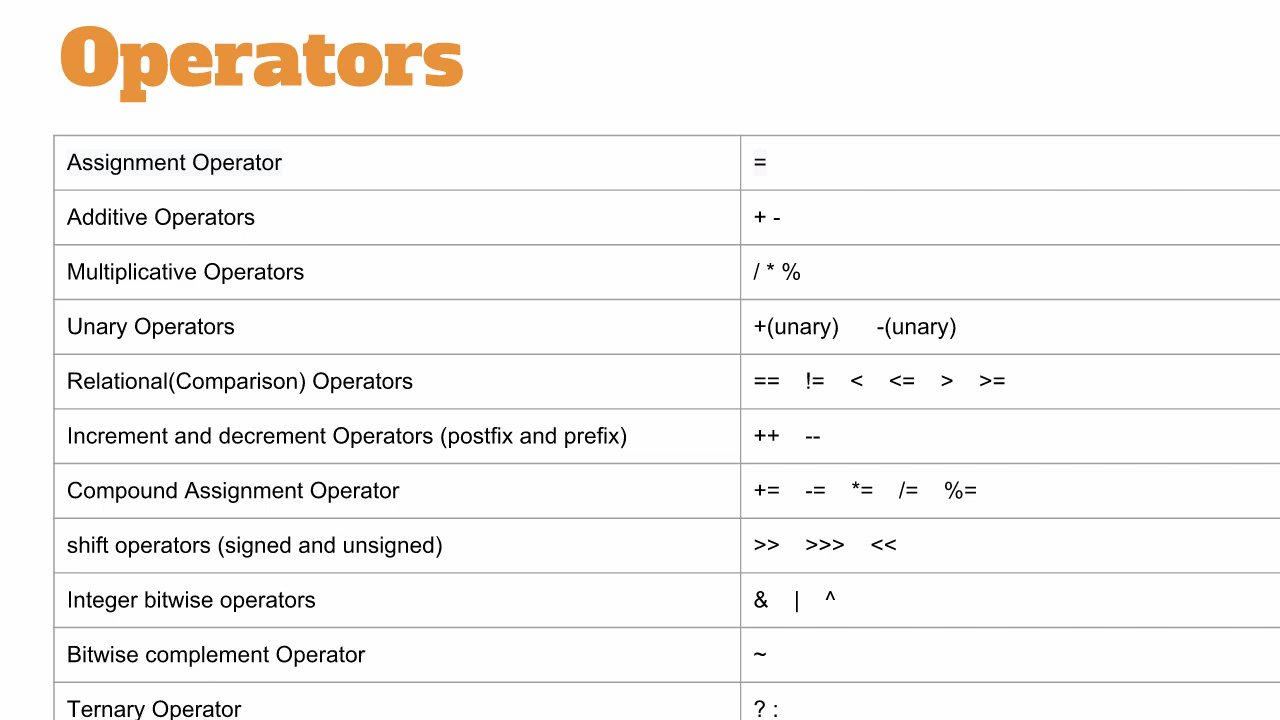 Operators
Assignment Operator =
Additive Operators + -
Multiplicative Operators / * %
Unary Operators +(unary) -(unary)
Relational(Comparison) Operators == != < <= > >=
Increment and decrement Operators (postfix and prefix) ++ --
Compound Assignment Operator += -= *= /= %=
shift operators (signed and unsigned) >> >>> <<
Integer bitwise operators & | ^
Bitwise complement Operator ~
Ternary Operator ? :